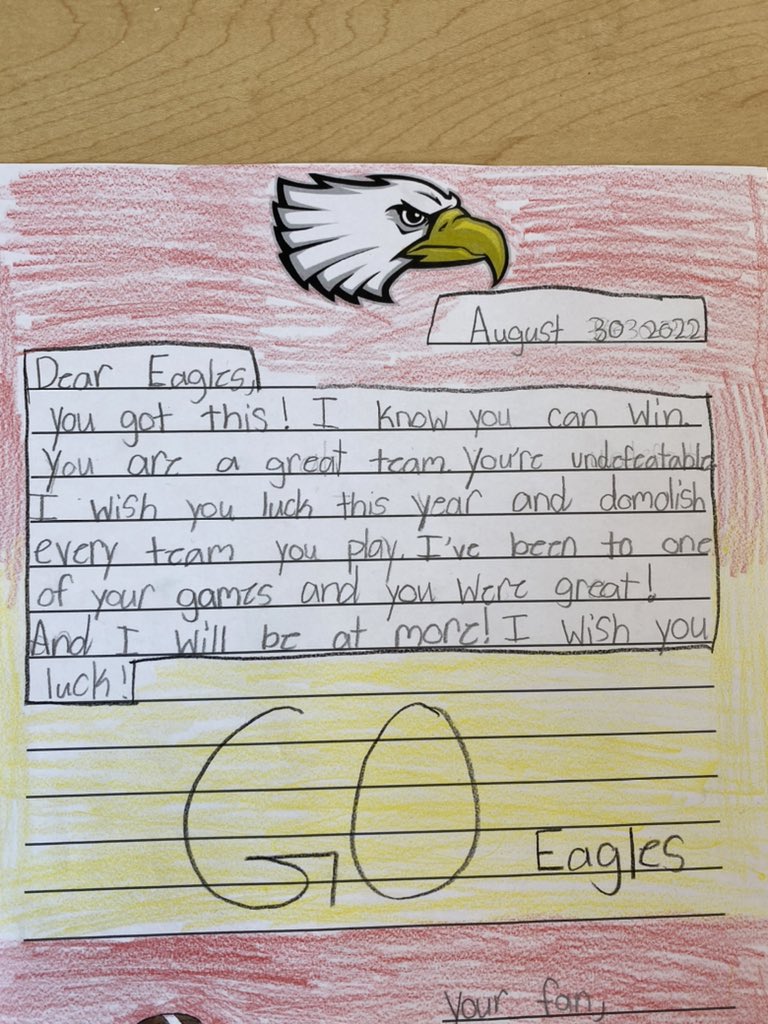 August 30 2022
Dear Eagles,
you got this! I know you can win.
You are a great team. You're undefeatable
I wish you luck this year and domolish
every team you play. I've been to one
of your games and you were great!
And I will be at more! I wish you
luck!
GO Eagles
your fan,